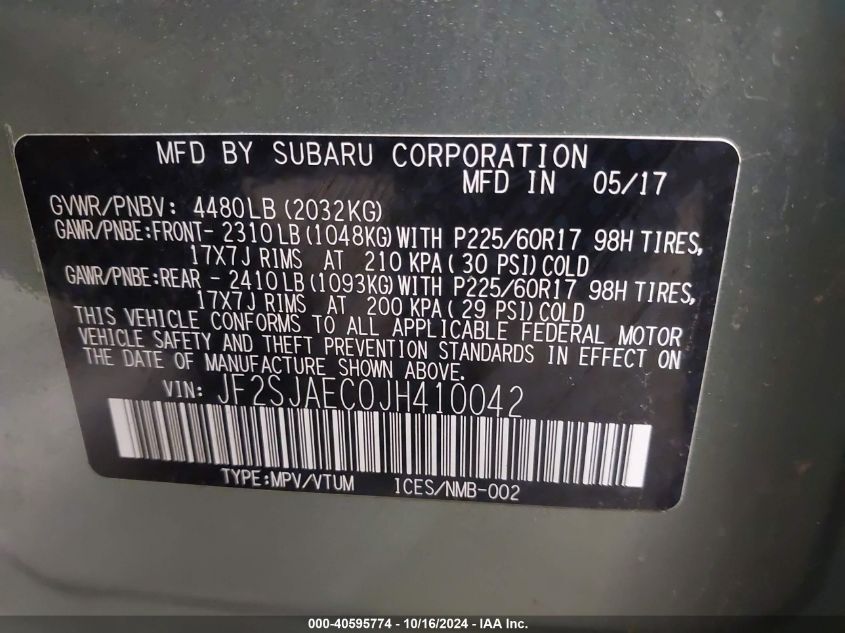 MFD BY SUBARU CORPORATION
MFD IN 05/17
GVWR/PNBV: 4480LB(2032KG)
GAWR/PNBE:FRONT- 2310LB(1048KG)WITH P225/60R17 98H TIRES,
17X7J RIMS AT 210 KPA( 30 PSI)COLD
GAWR/PNBE:REAR - 2410LB(1093KG)WITH P225/60R17 98H TIRES,
17X7J RIMS AT 200 KPA(29 PSI)COLD
THIS VEHICLE CONFORMS TO ALL APPLICABLE FEDERAL MOTOR
VEHICLE SAFETY AND THEFT PREVENTION STANDARDS IN EFFECT ON
THE DATE OF MANUFACTURE SHOWN ABOVE.
VIN: JF2SJAEC0JH410042
TYPE:MPV/VTUM ICES/NMB-002
000-40595774 - 10/16/2024 - IAA Inc.